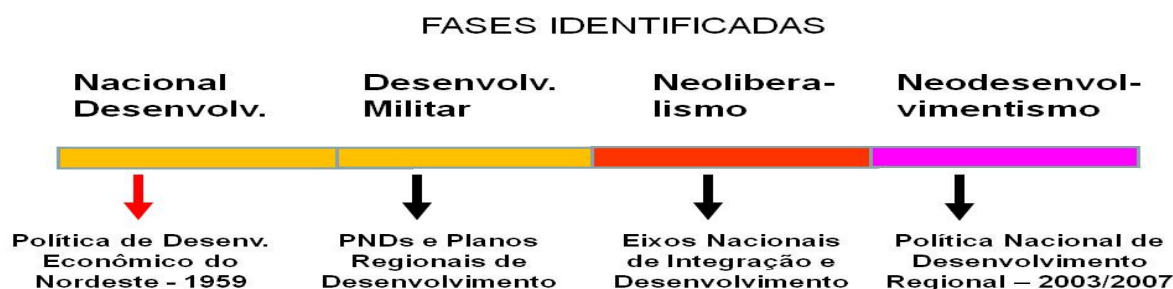 FASES IDENTIFICADAS
Nacional
Desenvolv.
Desenvolv.
Militar
Neolibera-
lismo
Neodesenvol-
vimentismo
Política de Desenv.
Econômico do
Nordeste - 1959
PNDs e Planos
Regionais de
Desenvolvimento
Eixos Nacionais
de Integração e
Desenvolvimento
Política Nacional de
Desenvolvimento
Regional – 2003/2007